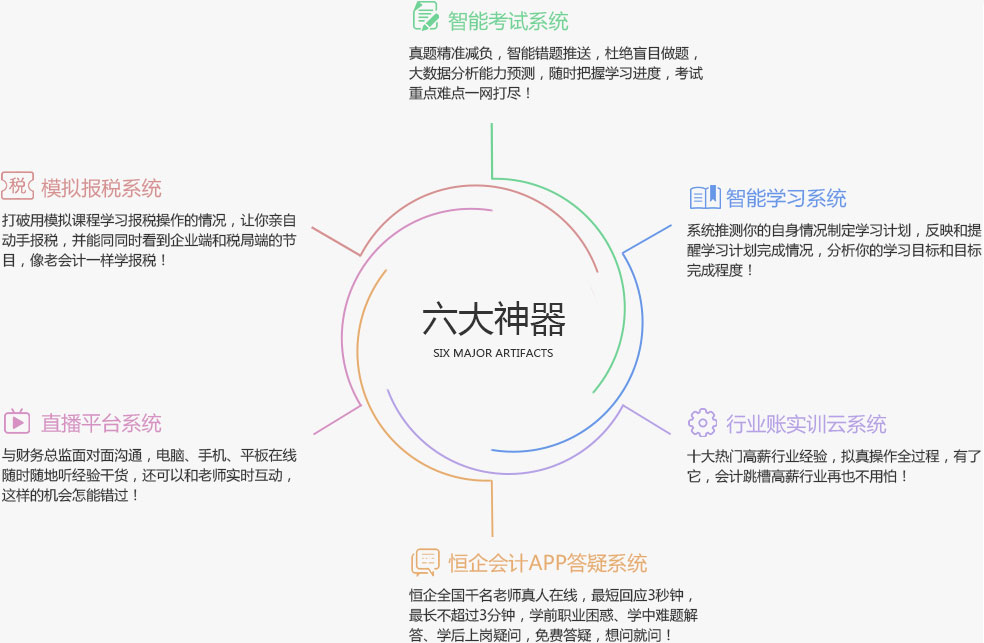 智能考试系统
真题精准减负，智能错题推送，杜绝盲目做题，
大数据分析能力预测，随时把握学习进度，考试
重点难点一网打尽！
税
模拟报税系统
打破用模拟课程学习报税操作的情况，让你亲自
动手报税，并能同同时看到企业端和税局端的节
目，像老会计一样学报税！
智能学习系统
系统推测你的自身情况制定学习计划，反映和提
醒学习计划完成情况，分析你的学习目标和目标
完成程度！
六大神器
SIX MAJOR ARTIFACTS
直播平台系统
与财务总监面对面沟通，电脑、手机、平板在线
随时随地听经验干货，还可以和老师实时互动，
这样的机会怎能错过！
行业账实训云系统
十大热门高薪行业经验，拟真操作全过程，有了
它，会计跳槽高薪行业再也不用怕！
恒企会计APP答疑系统
恒企全国千名老师真人在线，最短回应3秒钟，
最长不超过3分钟，学前职业困惑、学中难题解
答、学后上岗疑问，免费答疑，想问就问！